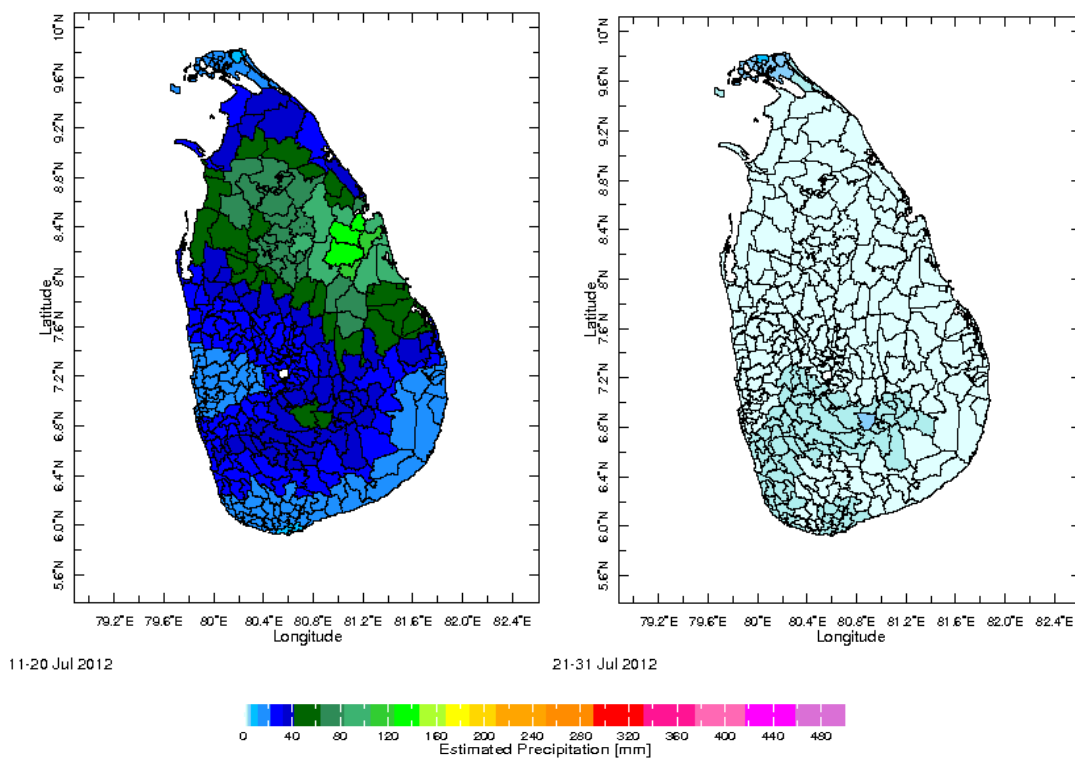 10°N 10°N
9.6°N 9.6°N
9.2°N 9.2°N
8.8°N 8.8°N
8.4°N 8.4°N
8°N 8°N
Latitude Latitude
7.6°N 7.6°N
7.2°N 7.2°N
6.8°N 6.8°N
6.4°N 6.4°N
6.0°N 6.0°N
5.6°N 5.6°N
79.2°E 79.6°E 80°E 80.4°E 80.8°E 81.2°E 81.6°E 82.0°E 82.4°E 79.2°E 79.6°E 80°E 80.4°E 80.8°E 81.2°E 81.6°E 82.0°E 82.4°E
Longitude Longitude
11-20 Jul 2012 21-31 Jul 2012
0 40 80 120 160 200 240 280 320 360 400 440 480
Estimated Precipitation [mm]